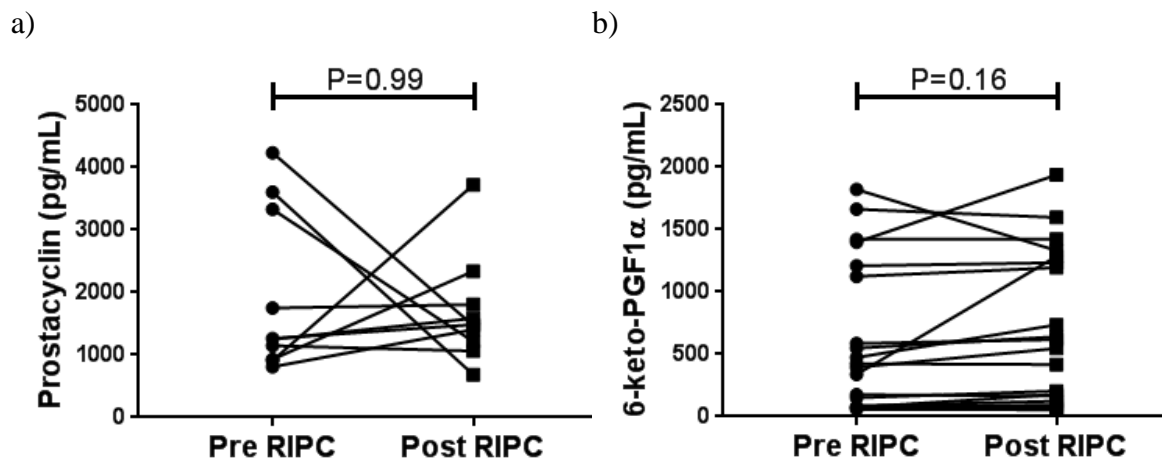 a)
P=0.99
Prostacyclin (pg/mL)
5000
4000
3000
2000
1000
0
Pre RIPC
Post RIPC
b)
P=0.16
6-keto-PGF1α (pg/mL)
2500
2000
1500
1000
500
0
Pre RIPC
Post RIPC